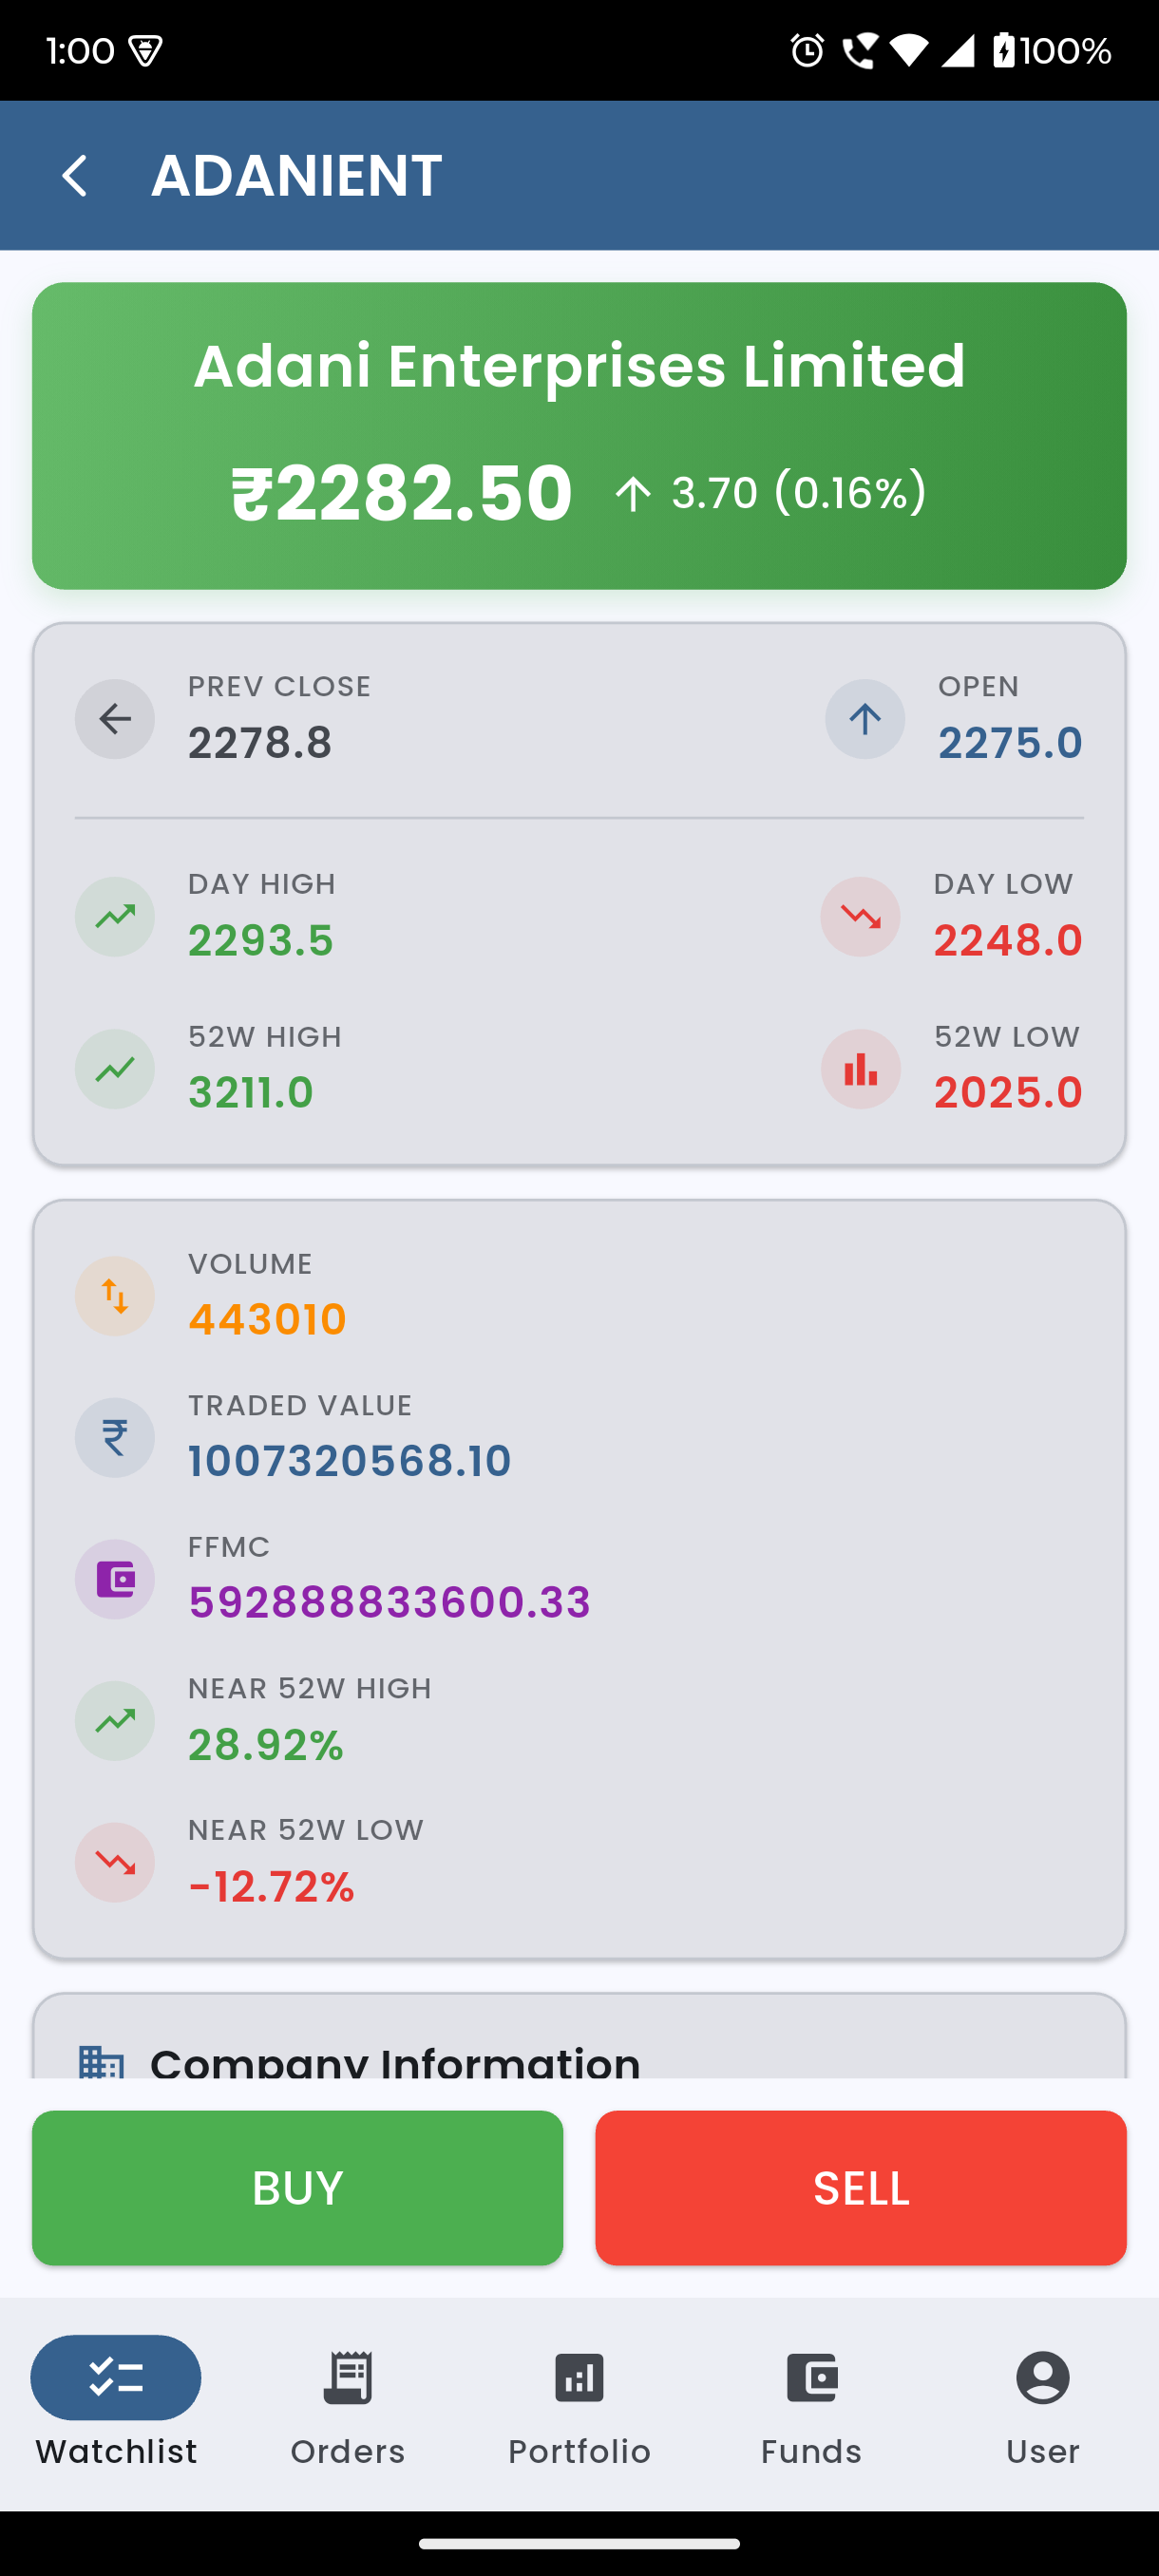 1:00
100%
ADANIENT
Adani Enterprises Limited
₹2282.50 3.70 (0.16%)
PREV CLOSE OPEN
2278.8 2275.0
DAY HIGH DAY LOW
2293.5 2248.0
52W HIGH 52W LOW
3211.0 2025.0
VOLUME
443010
TRADED VALUE
₹ 1007320568.10
FFMC
592888833600.33
NEAR 52W HIGH
28.92%
NEAR 52W LOW
-12.72%
Company Information
BUY SELL
Watchlist Orders Portfolio Funds User